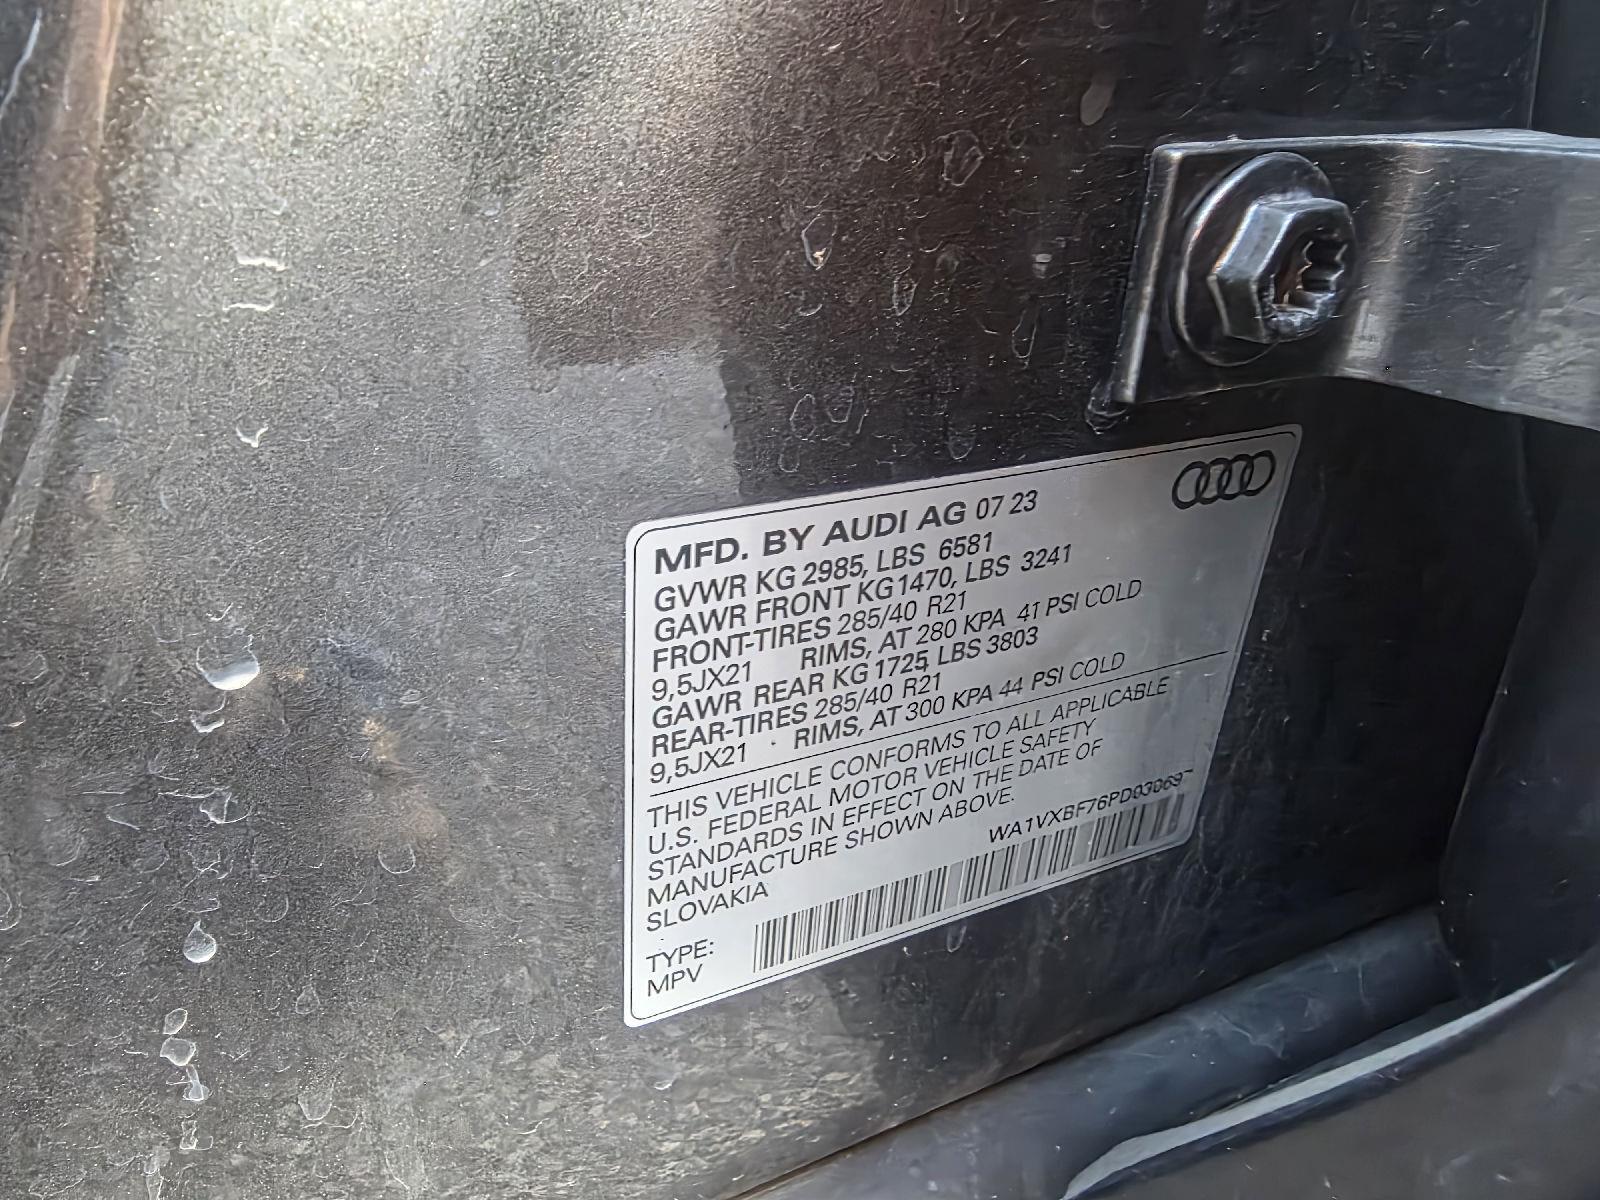 MFD. BY AUDI AG 07 23
GVWR KG 2985, LBS 6581
GAWR FRONT KG 1470, LBS 3241
FRONT-TIRES 285/40 R21
9,5JX21 RIMS, AT 280 KPA 41 PSI COLD
GAWR REAR KG 1725, LBS 3803
REAR-TIRES 285/40 R21
9,5JX21 RIMS, AT 300 KPA 44 PSI COLD
THIS VEHICLE CONFORMS TO ALL APPLICABLE
U.S. FEDERAL MOTOR VEHICLE SAFETY
STANDARDS IN EFFECT ON THE DATE OF
MANUFACTURE SHOWN ABOVE.
SLOVAKIA
TYPE:
MPV